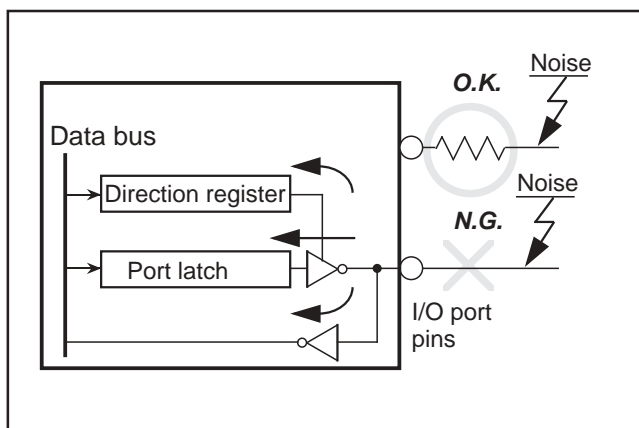 Noise
O.K.
Data bus
Direction register
Noise
N.G.
Port latch
I/O port
pins